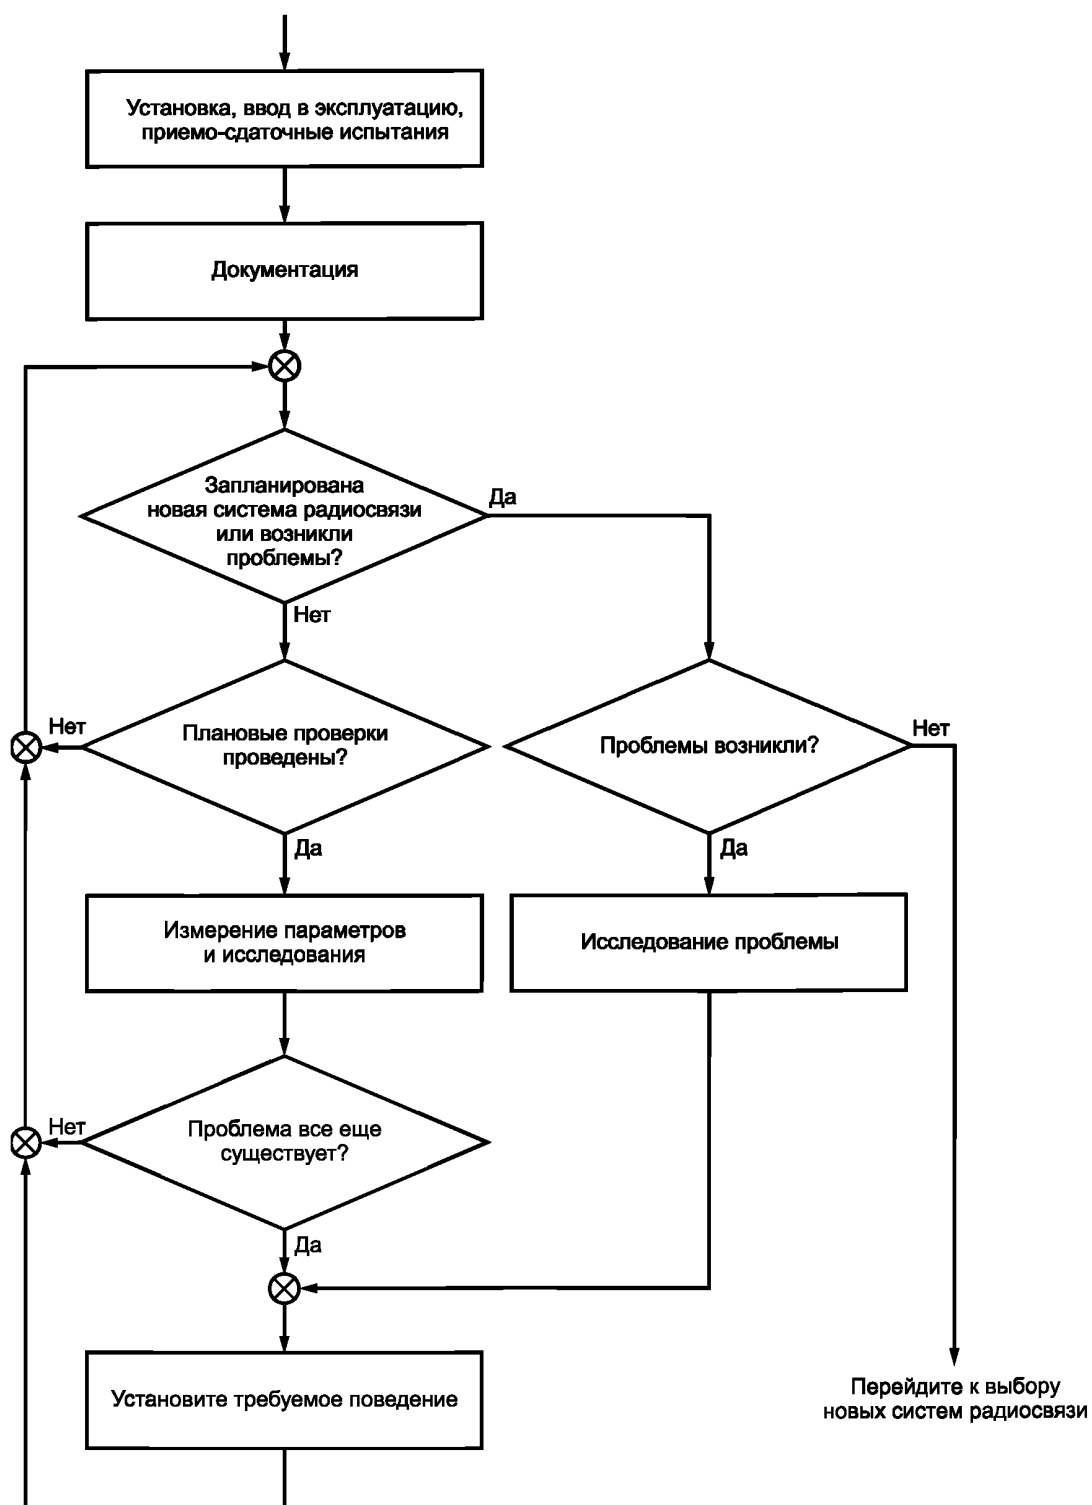 Установка, ввод в эксплуатацию,
приемо-сдаточные испытания
Документация
Запланирована
новая система радиосвязи
или возникли
проблемы?
Да
Нет
Плановые проверки
проведены?
Нет
Да
Проблемы возникли?
Нет
Да
Измерение параметров
и исследования
Исследование проблемы
Проблема все еще
существует?
Нет
Да
Установите требуемое поведение
Перейдите к выбору
новых систем радиосвязи